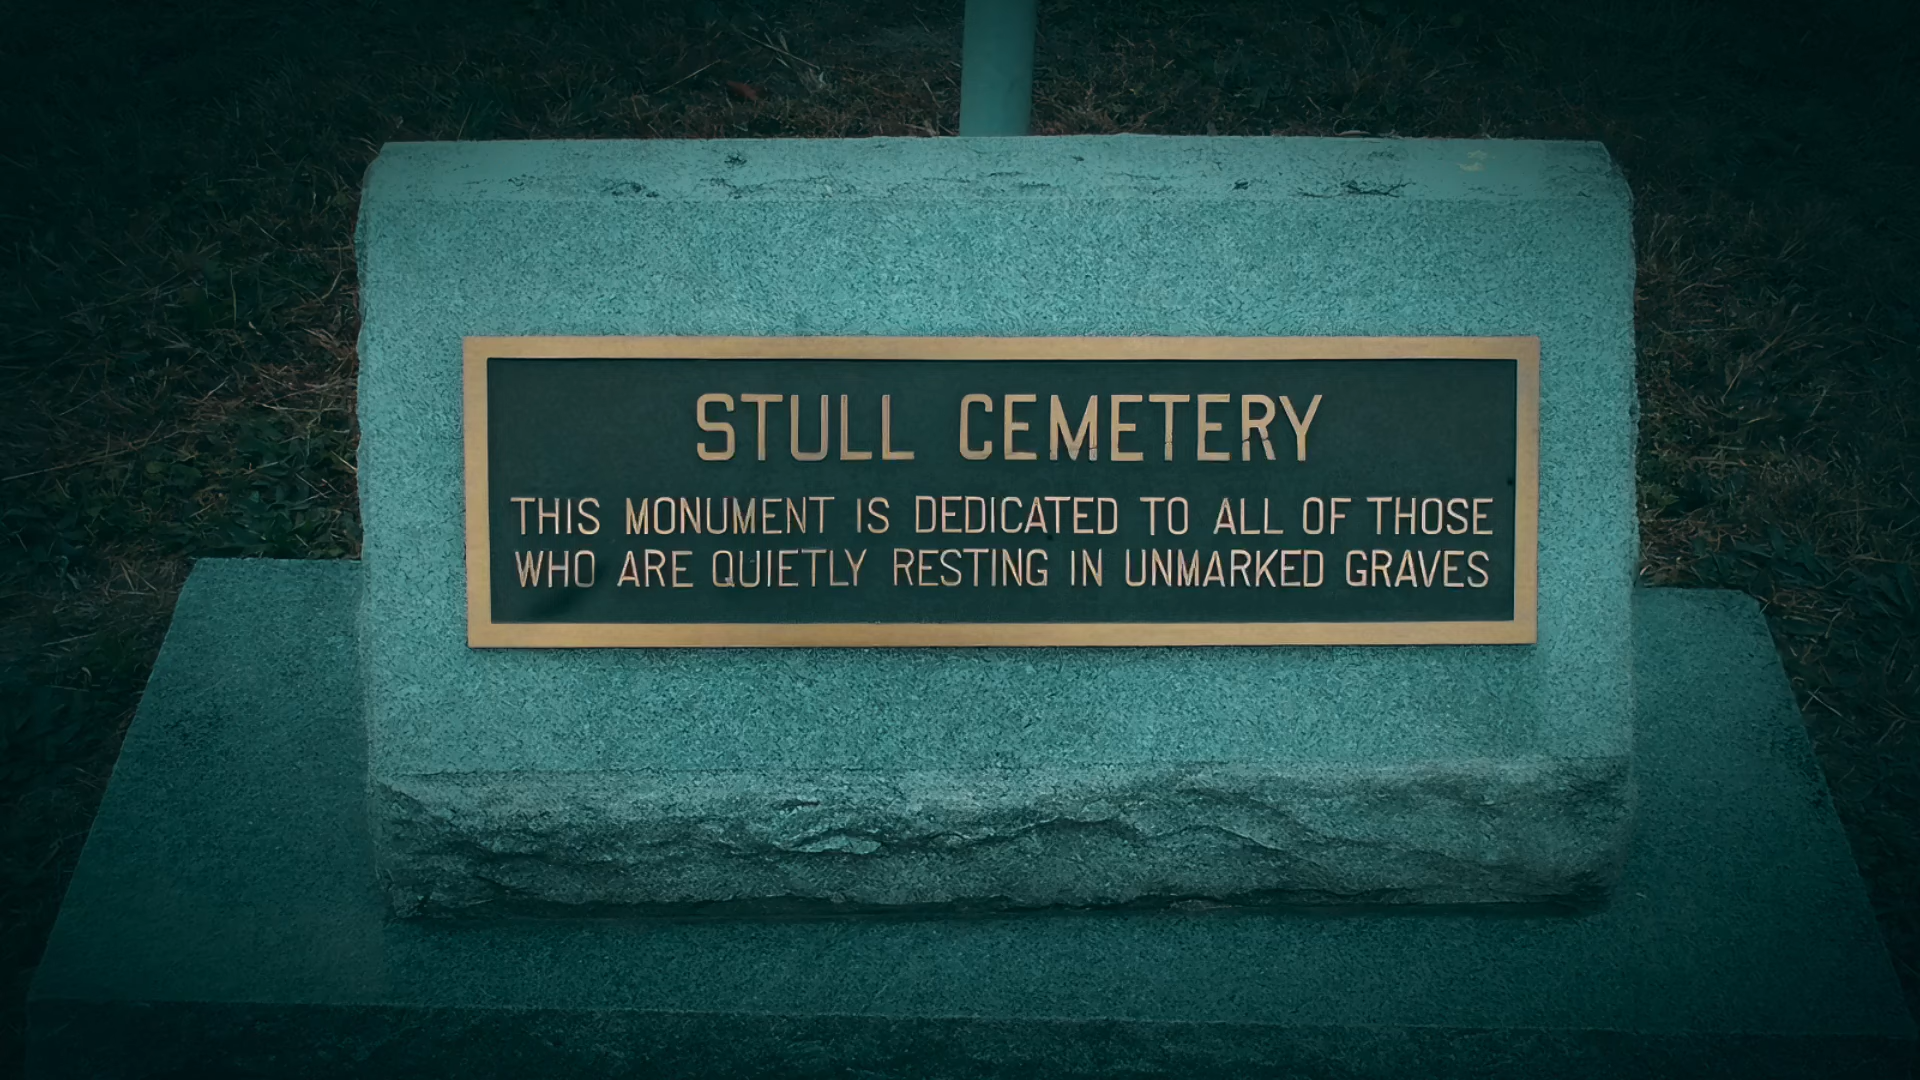 STULL CEMETERY
THIS MONUMENT IS DEDICATED TO ALL OF THOSE
WHO ARE QUIETLY RESTING IN UNMARKED GRAVES